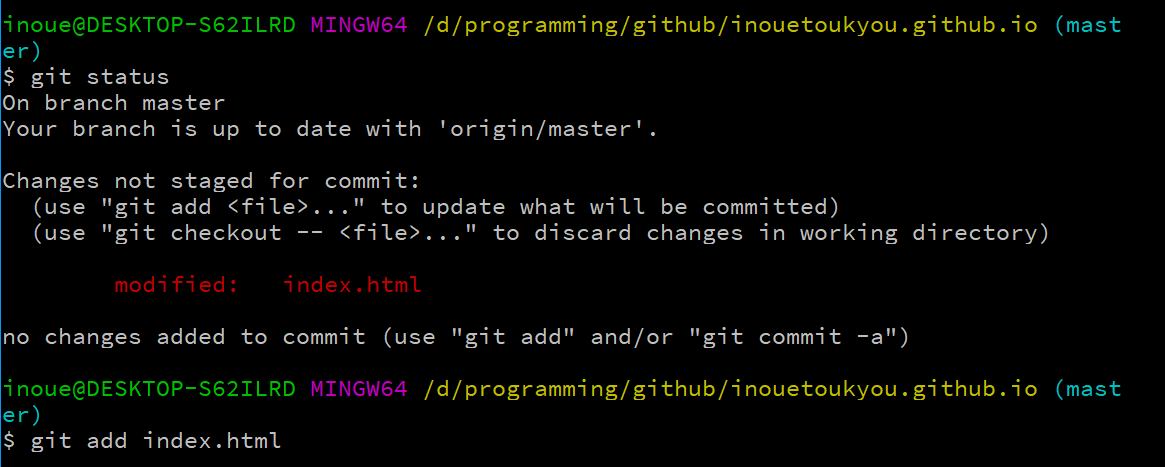 inoue@DESKTOP-S62ILRD MINGW64 /d/programming/github/inouetoukyou.github.io (mast
er)
$ git status
On branch master
Your branch is up to date with 'origin/master'.
Changes not staged for commit:
  (use "git add <file>..." to update what will be committed)
  (use "git checkout -- <file>..." to discard changes in working directory)
        modified:   index.html
no changes added to commit (use "git add" and/or "git commit -a")
inoue@DESKTOP-S62ILRD MINGW64 /d/programming/github/inouetoukyou.github.io (mast
er)
$ git add index.html